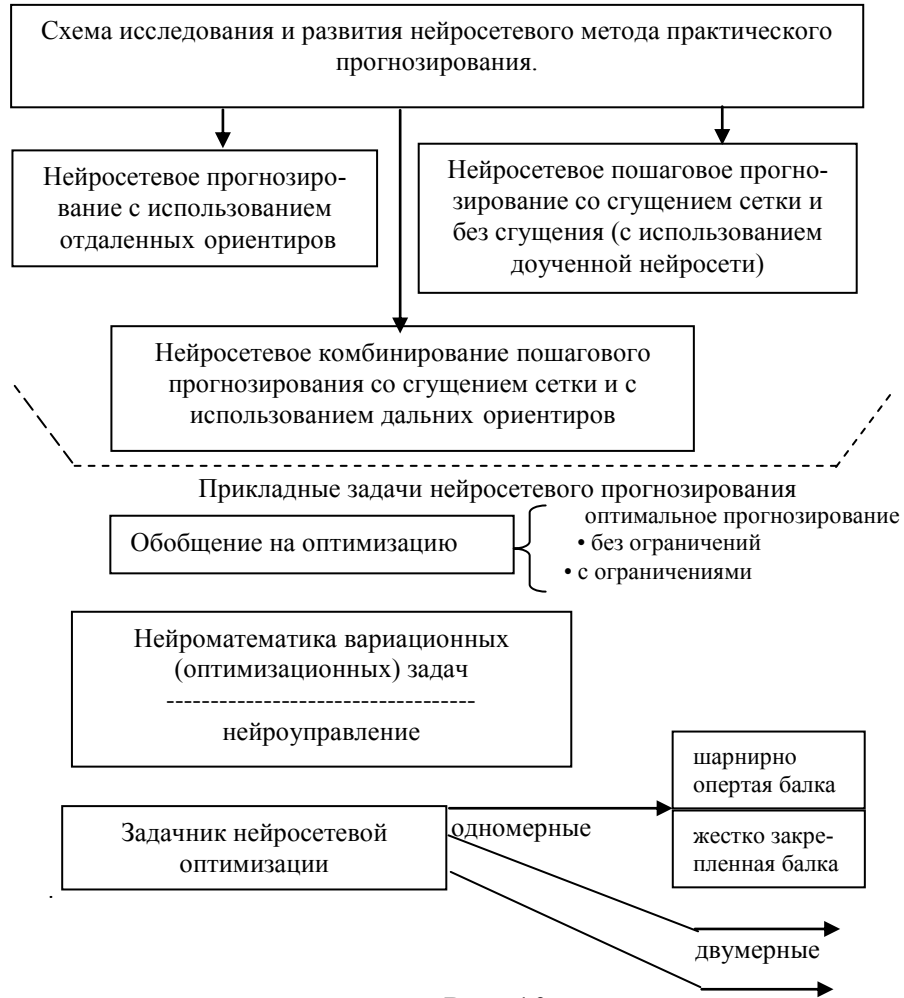 Схема исследования и развития нейросетевого метода практического
прогнозирования.
Нейросетевое прогнозиро-
вание с использованием
отдаленных ориентиров
Нейросетевое пошаговое прогно-
зирование со сгущением сетки и
без сгущения (с использованием
доученной нейросети)
Нейросетевое комбинирование пошагового
прогнозирования со сгущением сетки и с
использованием дальних ориентиров
Прикладные задачи нейросетевого прогнозирования
Обобщение на оптимизацию
оптимальное прогнозирование
• без ограничений
• с ограничениями
Нейроматематика вариационных
(оптимизационных) задач
-----------------------------------
нейроуправление
Задачник нейросетевой
оптимизации
одномерные
шарнирно
опертая балка
жестко закре-
пленная балка
двумерные